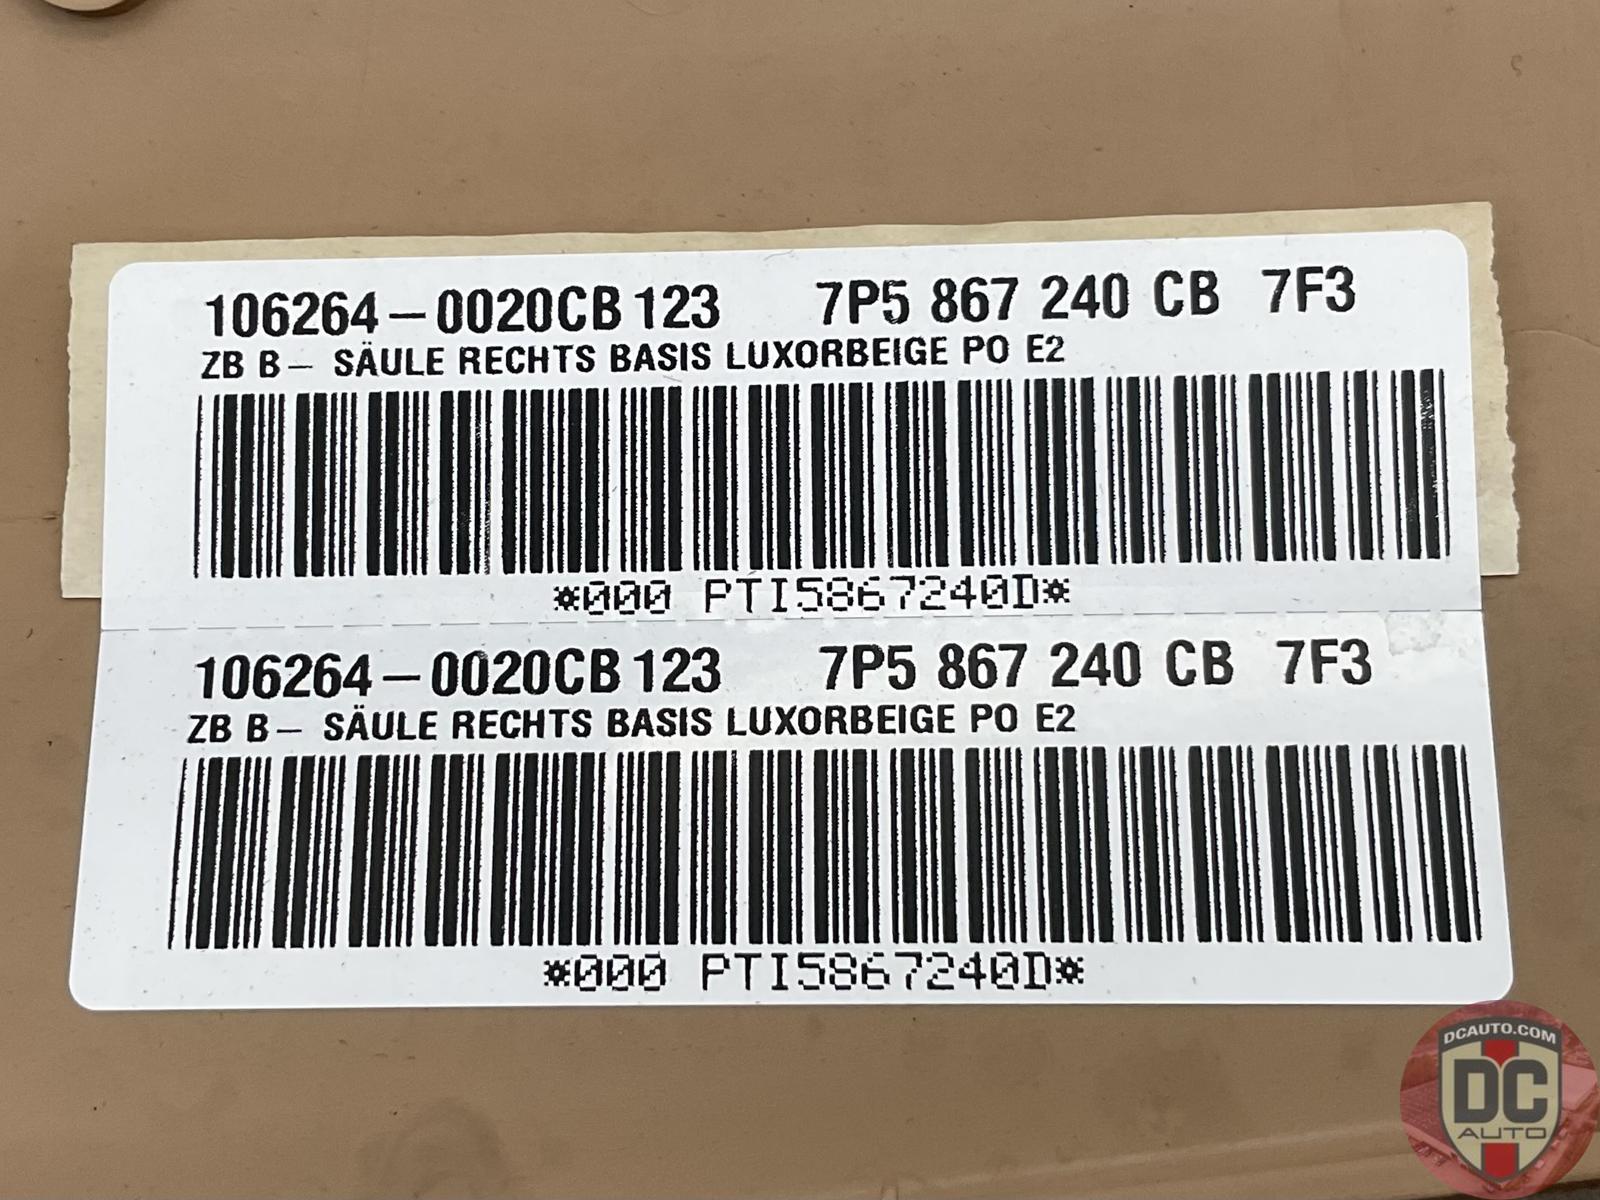 106264-0020CB 123 7P5 867 240 CB 7F3
ZB B- SÄULE RECHTS BASIS LUXORBEIGE PO E2
*000 PTI5867240D*
106264-0020CB 123 7P5 867 240 CB 7F3
ZB B- SÄULE RECHTS BASIS LUXORBEIGE PO E2
*000 PTI5867240D*
DCAUTO.COM
DC
AUTO